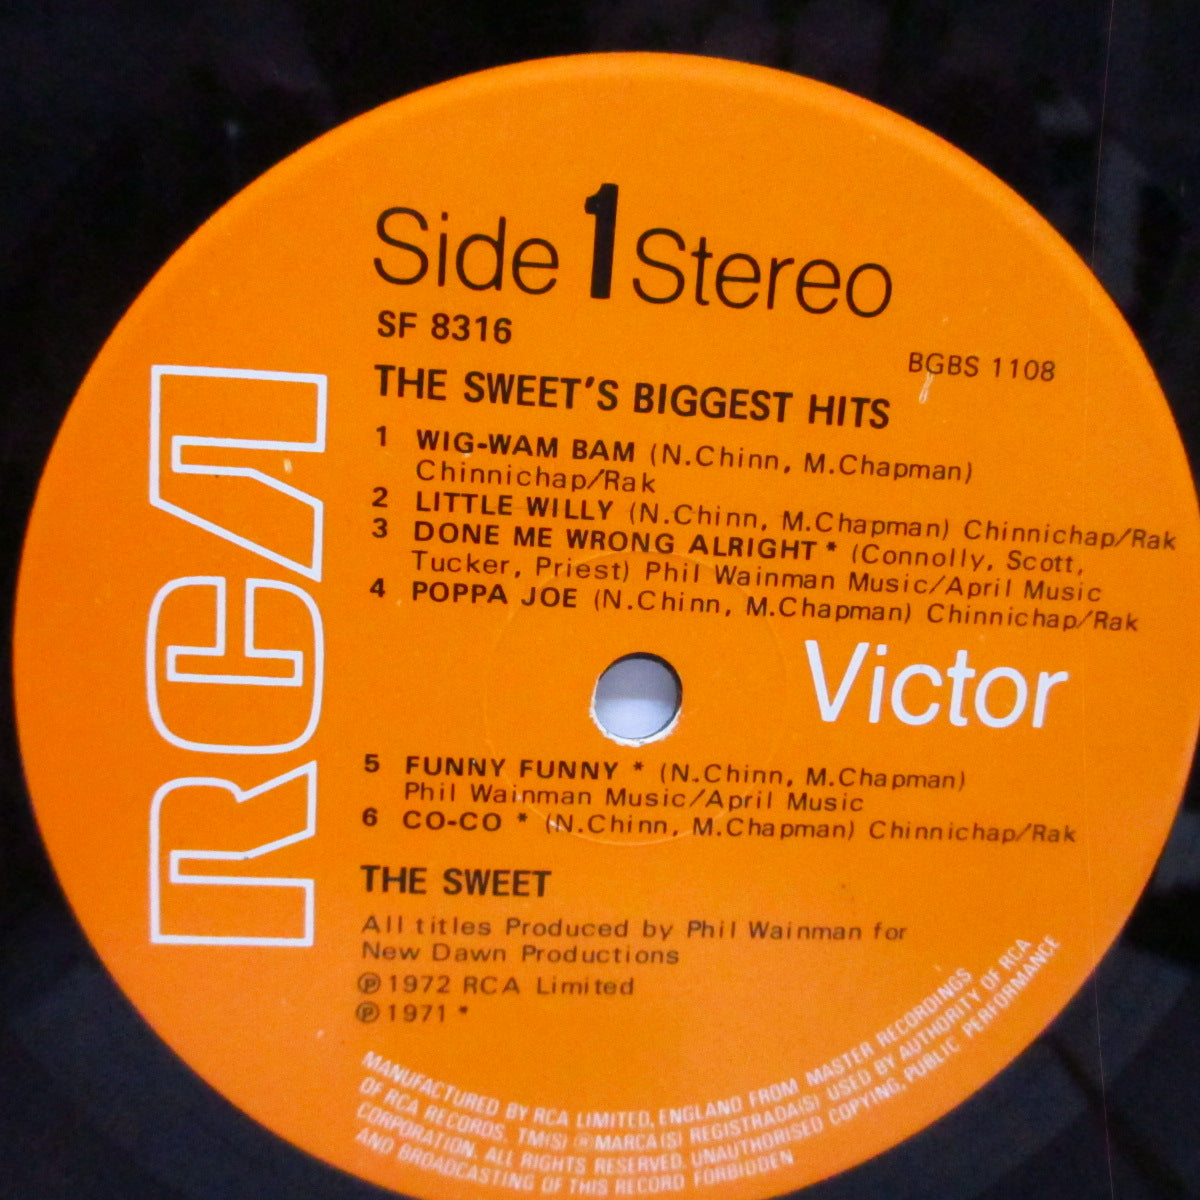 Side 1 Stereo
SF 8316
BGBS 1108
THE SWEET'S BIGGEST HITS
1 WIG-WAM BAM (N.Chinn, M.Chapman)
Chinnichap/Rak
2 LITTLE WILLY (N.Chinn, M.Chapman) Chinnichap/Rak
3 DONE ME WRONG ALRIGHT * (Connolly, Scott,
Tucker, Priest) Phil Wainman Music/April Music
4 POPPA JOE (N.Chinn, M.Chapman) Chinnichap/Rak
RCA
Victor
5 FUNNY FUNNY * (N.Chinn, M.Chapman)
Phil Wainman Music/April Music
6 CO-CO * (N.Chinn, M.Chapman) Chinnichap/Rak
THE SWEET
All titles Produced by Phil Wainman for
New Dawn Productions
℗ 1972 RCA Limited
℗ 1971 *
MANUFACTURED BY RCA LIMITED, ENGLAND FROM MASTER RECORDINGS
OF RCA RECORDS. TM(S) ® MARCA(S) REGISTRADA(S) USED BY AUTHORITY OF RCA
CORPORATION. ALL RIGHTS RESERVED. UNAUTHORISED COPYING, PUBLIC PERFORMANCE
AND BROADCASTING OF THIS RECORD FORBIDDEN